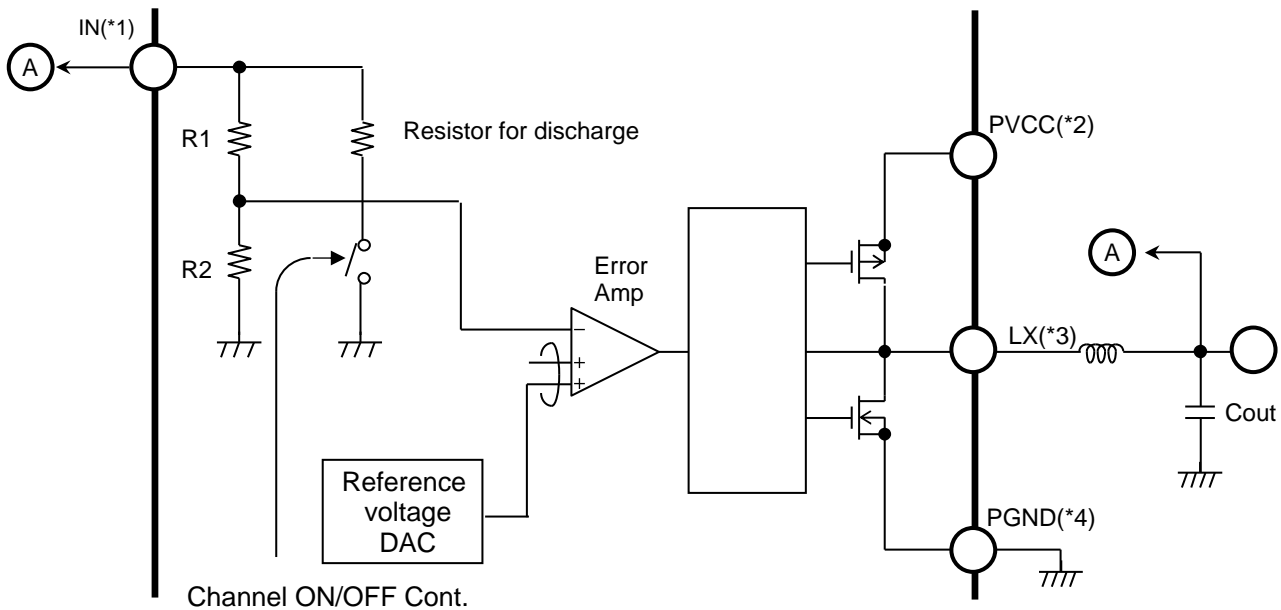 IN(*1)
A
R1
Resistor for discharge
PVCC(*2)
R2
Error
Amp
A
−
+
+
LX(*3)
Cout
Reference
voltage
DAC
PGND(*4)
Channel ON/OFF Cont.